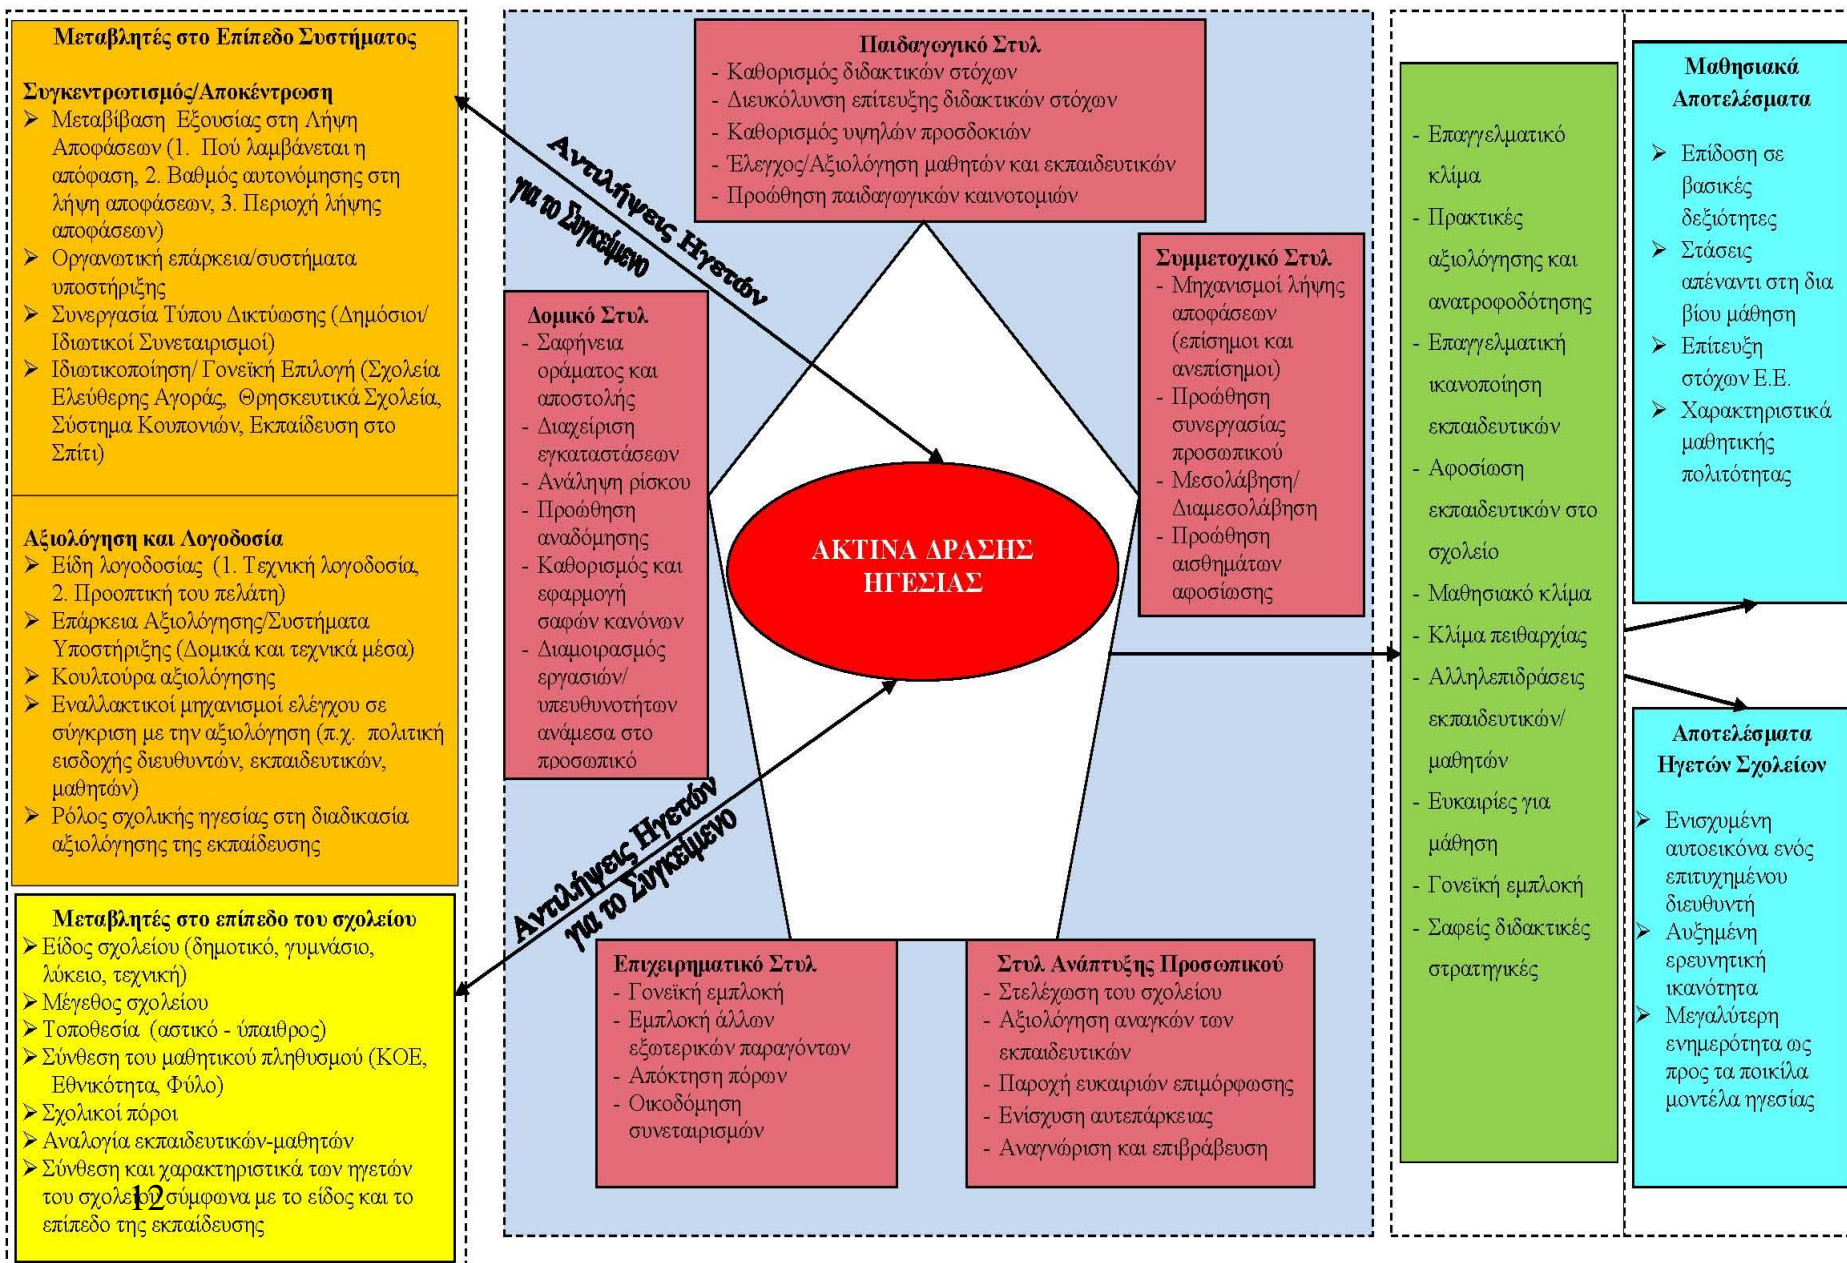 Μεταβλητές στο Επίπεδο Συστήματος
Συγκεντρωτισμός/Αποκέντρωση
➢ Μεταβίβαση Εξουσίας στη Λήψη
Αποφάσεων (1. Πού λαμβάνεται η
απόφαση, 2. Βαθμός αυτονόμησης στη
λήψη αποφάσεων, 3. Περιοχή λήψης
αποφάσεων)
➢ Οργανωτική επάρκεια/συστήματα
υποστήριξης
➢ Συνεργασία Τύπου Δικτύωσης (Δημόσιοι/
Ιδιωτικοί Συνεταιρισμοί)
➢ Ιδιωτικοποίηση/ Γονεϊκή Επιλογή (Σχολεία
Ελεύθερης Αγοράς, Θρησκευτικά Σχολεία,
Σύστημα Κουπονιών, Εκπαίδευση στο
Σπίτι)
Αξιολόγηση και Λογοδοσία
➢ Είδη λογοδοσίας (1. Τεχνική λογοδοσία,
2. Προοπτική του πελάτη)
➢ Επάρκεια Αξιολόγησης/Συστήματα
Υποστήριξης (Δομικά και τεχνικά μέσα)
➢ Κουλτούρα αξιολόγησης
➢ Εναλλακτικοί μηχανισμοί ελέγχου σε
σύγκριση με την αξιολόγηση (π.χ. πολιτική
εισδοχής διευθυντών, εκπαιδευτικών,
μαθητών)
➢ Ρόλος σχολικής ηγεσίας στη διαδικασία
αξιολόγησης της εκπαίδευσης
Μεταβλητές στο επίπεδο του σχολείου
➢ Είδος σχολείου (δημοτικό, γυμνάσιο,
λύκειο, τεχνική)
➢ Μέγεθος σχολείου
➢ Τοποθεσία (αστικό - ύπαιθρος)
➢ Σύνθεση του μαθητικού πληθυσμού (ΚΟΕ,
Εθνικότητα, Φύλο)
➢ Σχολικοί πόροι
➢ Αναλογία εκπαιδευτικών-μαθητών
➢ Σύνθεση και χαρακτηριστικά των ηγετών
του σχολείου σύμφωνα με το είδος και το
επίπεδο της εκπαίδευσης
12
Αντιλήψεις Ηγετών
για το Συγκείμενο
Αντιλήψεις Ηγετών
για το Συγκείμενο
Παιδαγωγικό Στυλ
- Καθορισμός διδακτικών στόχων
- Διευκόλυνση επίτευξης διδακτικών στόχων
- Καθορισμός υψηλών προσδοκιών
- Έλεγχος/Αξιολόγηση μαθητών και εκπαιδευτικών
- Προώθηση παιδαγωγικών καινοτομιών
Δομικό Στυλ
- Σαφήνεια
οράματος και
αποστολής
- Διαχείριση
εγκαταστάσεων
- Ανάληψη ρίσκου
- Προώθηση
αναδόμησης
- Καθορισμός και
εφαρμογή
σαφών κανόνων
- Διαμοιρασμός
εργασιών/
υπευθυνοτήτων
ανάμεσα στο
προσωπικό
ΑΚΤΙΝΑ ΔΡΑΣΗΣ
ΗΓΕΣΙΑΣ
Συμμετοχικό Στυλ
- Μηχανισμοί λήψης
αποφάσεων
(επίσημοι και
ανεπίσημοι)
- Προώθηση
συνεργασίας
προσωπικού
- Μεσολάβηση/
Διαμεσολάβηση
- Προώθηση
αισθημάτων
αφοσίωσης
Επιχειρηματικό Στυλ
- Γονεϊκή εμπλοκή
- Εμπλοκή άλλων
εξωτερικών παραγόντων
- Απόκτηση πόρων
- Οικοδόμηση
συνεταιρισμών
Στυλ Ανάπτυξης Προσωπικού
- Στελέχωση του σχολείου
- Αξιολόγηση αναγκών των
εκπαιδευτικών
- Παροχή ευκαιριών επιμόρφωσης
- Ενίσχυση αυτεπάρκειας
- Αναγνώριση και επιβράβευση
- Επαγγελματικό
κλίμα
- Πρακτικές
αξιολόγησης και
ανατροφοδότησης
- Επαγγελματική
ικανοποίηση
εκπαιδευτικών
- Αφοσίωση
εκπαιδευτικών στο
σχολείο
- Μαθησιακό κλίμα
- Κλίμα πειθαρχίας
- Αλληλεπιδράσεις
εκπαιδευτικών/
μαθητών
- Ευκαιρίες για
μάθηση
- Γονεϊκή εμπλοκή
- Σαφείς διδακτικές
στρατηγικές
Μαθησιακά
Αποτελέσματα
➢ Επίδοση σε
βασικές
δεξιότητες
➢ Στάσεις
απέναντι στη δια
βίου μάθηση
➢ Επίτευξη
στόχων Ε.Ε.
➢ Χαρακτηριστικά
μαθητικής
πολιτότητας
Αποτελέσματα
Ηγετών Σχολείων
➢ Ενισχυμένη
αυτοεικόνα ενός
επιτυχημένου
διευθυντή
➢ Αυξημένη
ερευνητική
ικανότητα
➢ Μεγαλύτερη
ενημερότητα ως
προς τα ποικίλα
μοντέλα ηγεσίας